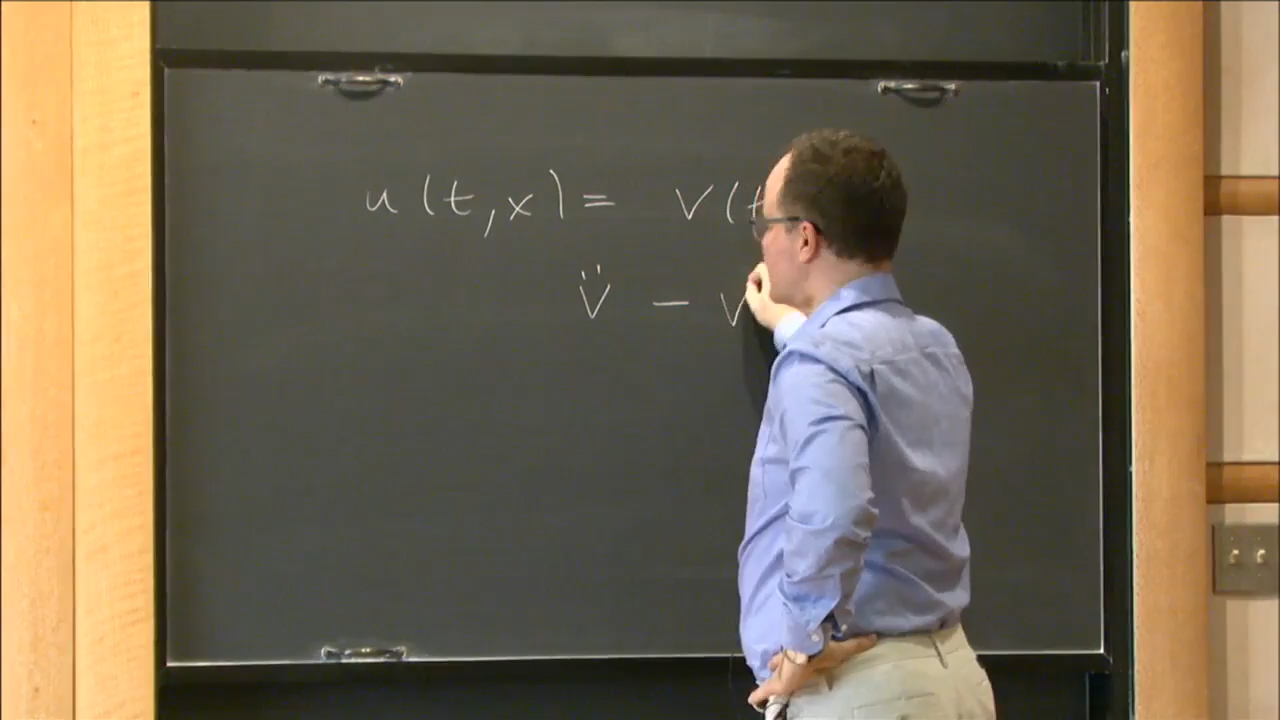 u(t,x) = v(t
v̈ - v